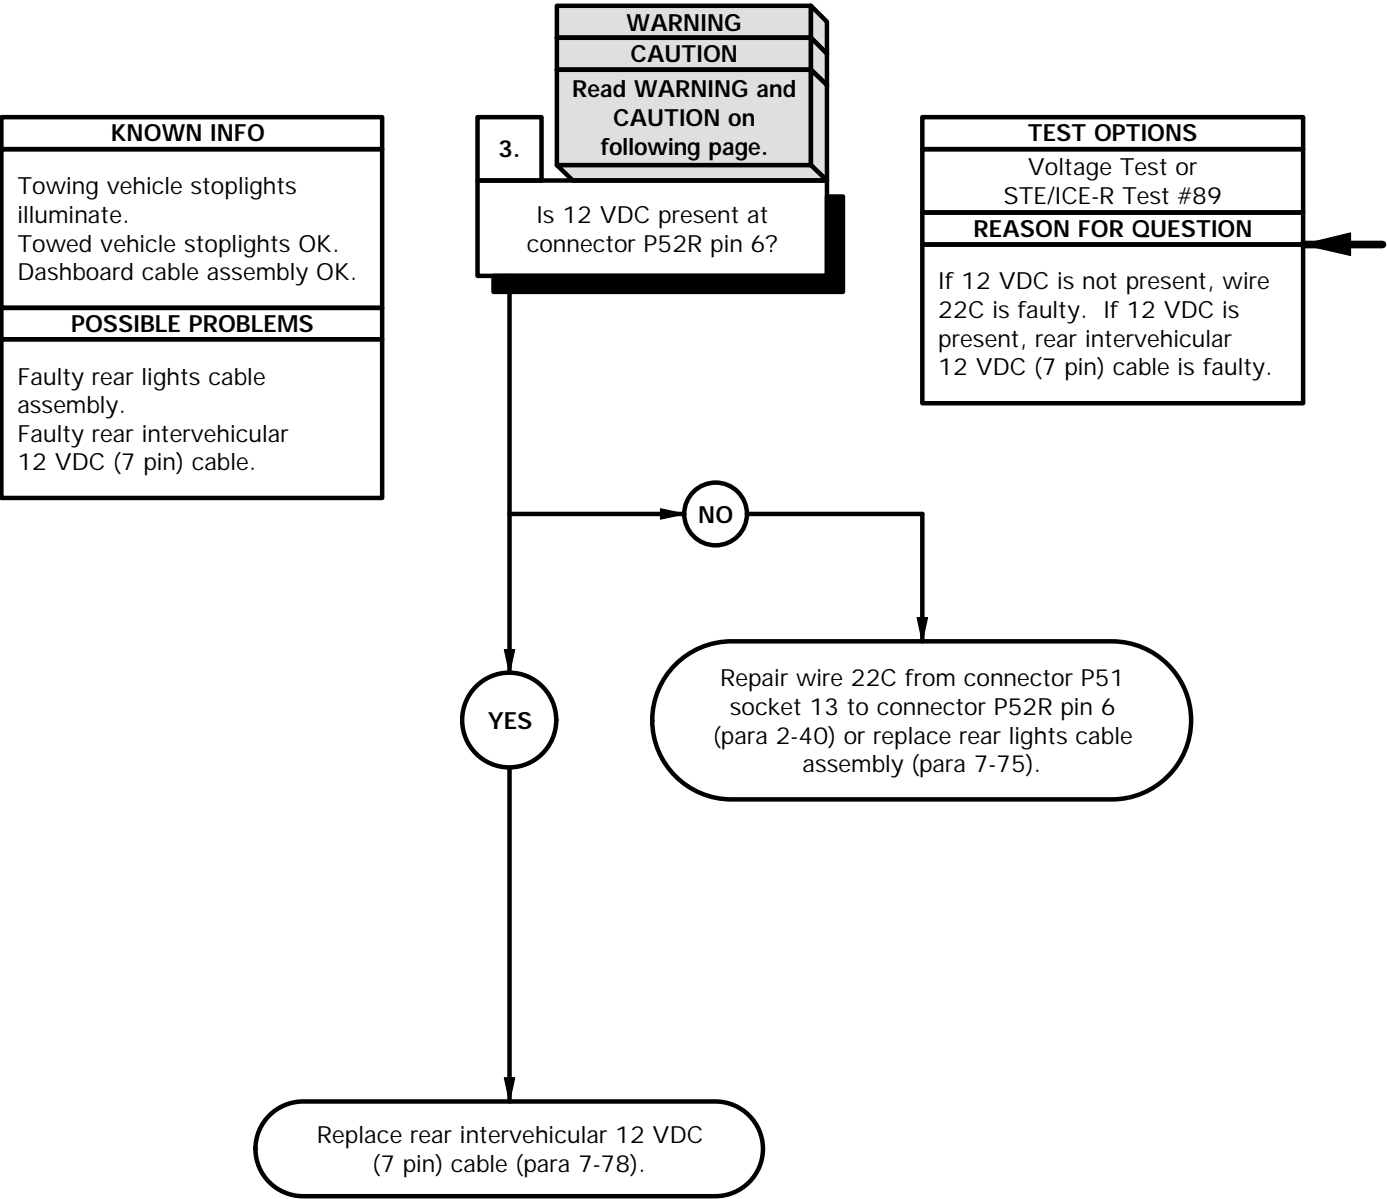 WARNING
CAUTION
Read WARNING and
CAUTION on
following page.
KNOWN INFO
Towing vehicle stoplights
illuminate.
Towed vehicle stoplights OK.
Dashboard cable assembly OK.
POSSIBLE PROBLEMS
Faulty rear lights cable
assembly.
Faulty rear intervehicular
12 VDC (7 pin) cable.
3.
Is 12 VDC present at
connector P52R pin 6?
TEST OPTIONS
Voltage Test or
STE/ICE-R Test #89
REASON FOR QUESTION
If 12 VDC is not present, wire
22C is faulty.  If 12 VDC is
present, rear intervehicular
12 VDC (7 pin) cable is faulty.
NO
Repair wire 22C from connector P51
socket 13 to connector P52R pin 6
(para 2-40) or replace rear lights cable
assembly (para 7-75).
YES
Replace rear intervehicular 12 VDC
(7 pin) cable (para 7-78).